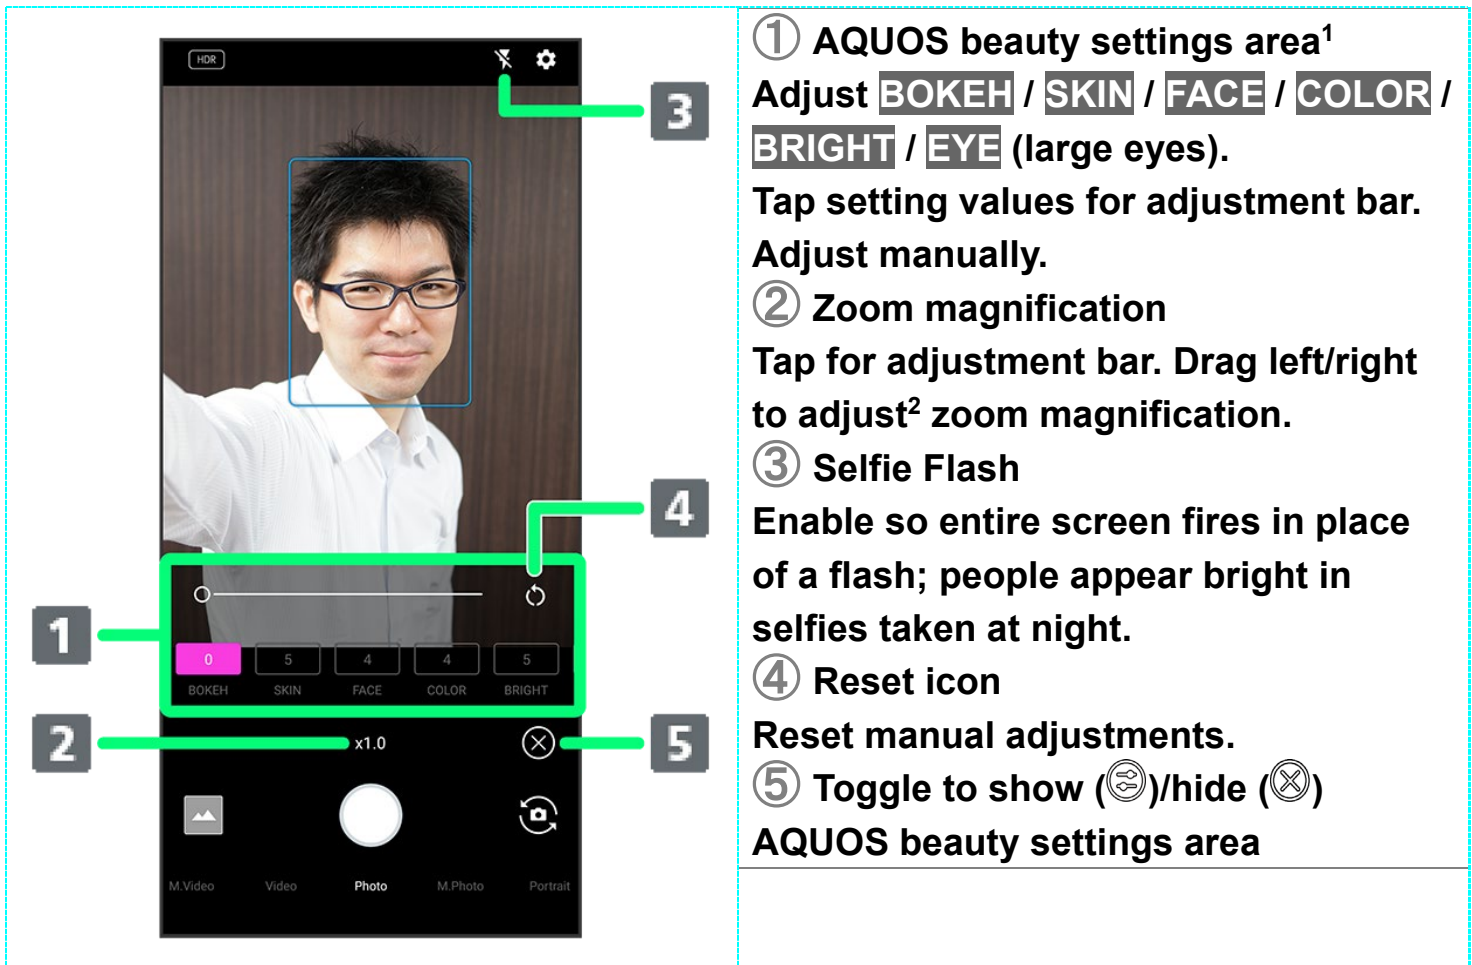 HDR
3
4
1
0 5 4 4 5
BOKEH SKIN FACE COLOR BRIGHT
2
x1.0
5
M.Video Video Photo M.Photo Portrait
① AQUOS beauty settings area¹
Adjust BOKEH / SKIN / FACE / COLOR /
BRIGHT / EYE (large eyes).
Tap setting values for adjustment bar.
Adjust manually.
② Zoom magnification
Tap for adjustment bar. Drag left/right
to adjust² zoom magnification.
③ Selfie Flash
Enable so entire screen fires in place
of a flash; people appear bright in
selfies taken at night.
④ Reset icon
Reset manual adjustments.
⑤ Toggle to show ()/hide ()
AQUOS beauty settings area